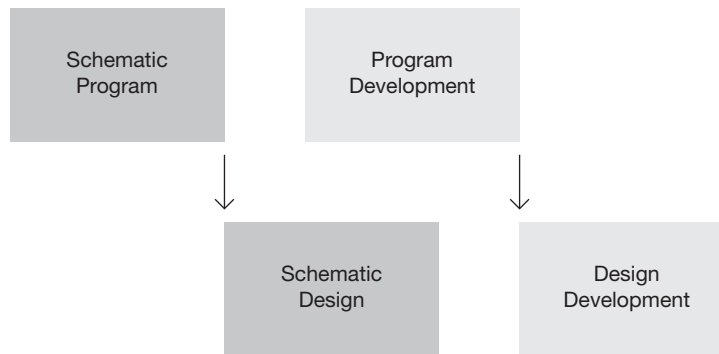 Schematic
Program
Program
Development
Schematic
Design
Design
Development